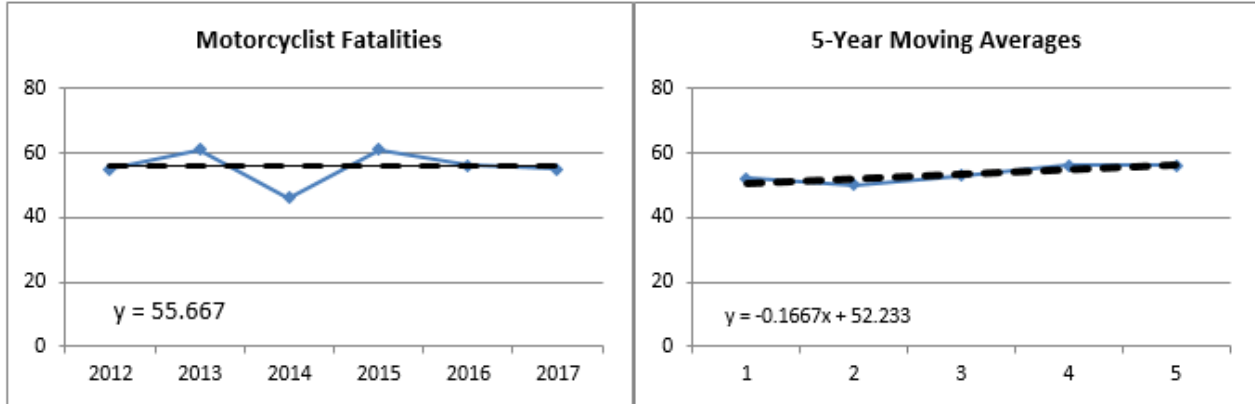 Motorcyclist Fatalities
80
60
40
20
0
y = 55.667
2012 2013 2014 2015 2016 2017
5-Year Moving Averages
80
60
40
20
0
y = -0.1667x + 52.233
1 2 3 4 5